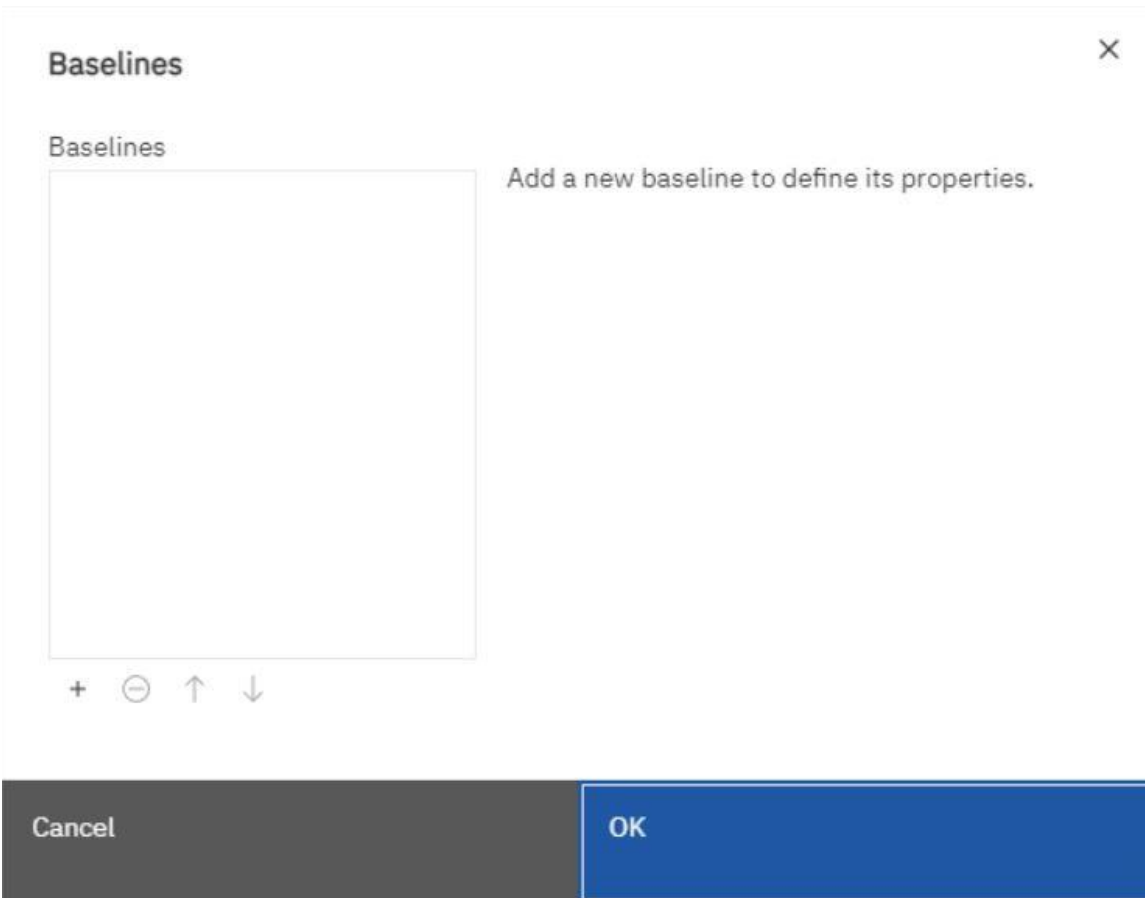 Baselines
Baselines
Add a new baseline to define its properties.
Cancel
OK